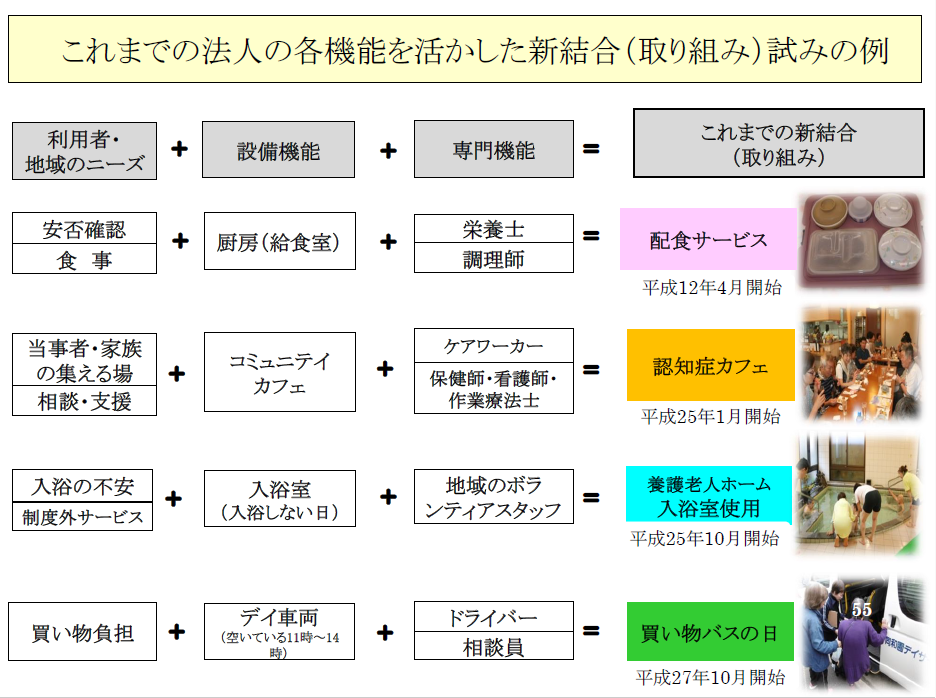 これまでの法人の各機能を活かした新結合(取り組み)試みの例
利用者・
地域のニーズ
+
設備機能
+
専門機能
=
これまでの新結合
(取り組み)
安否確認
食 事
+
厨房(給食室)
+
栄養士
調理師
=
配食サービス
平成12年4月開始
当事者・家族
の集える場
相談・支援
+
コミュニテイ
カフェ
+
ケアワーカー
保健師・看護師・
作業療法士
=
認知症カフェ
平成25年1月開始
入浴の不安
制度外サービス
+
入浴室
(入浴しない日)
+
地域のボラ
ンティアスタッフ
=
養護老人ホーム
入浴室使用
平成25年10月開始
買い物負担
+
デイ車両
(空いている11時~14
時)
+
ドライバー
相談員
=
買い物バスの日
平成27年10月開始
55
和園デイサ